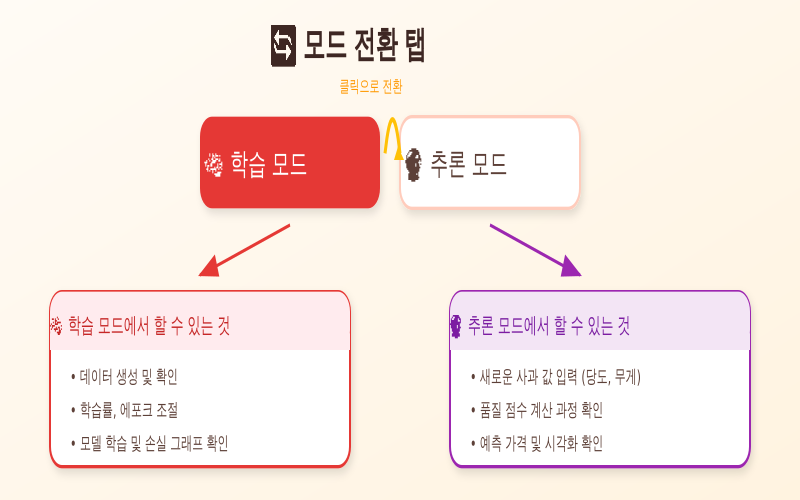 모드 전환 탭
클릭으로 전환
학습 모드
추론 모드
학습 모드에서 할 수 있는 것
• 데이터 생성 및 확인
• 학습률, 에포크 조절
• 모델 학습 및 손실 그래프 확인
추론 모드에서 할 수 있는 것
• 새로운 사과 값 입력 (당도, 무게)
• 품질 점수 계산 과정 확인
• 예측 가격 및 시각화 확인